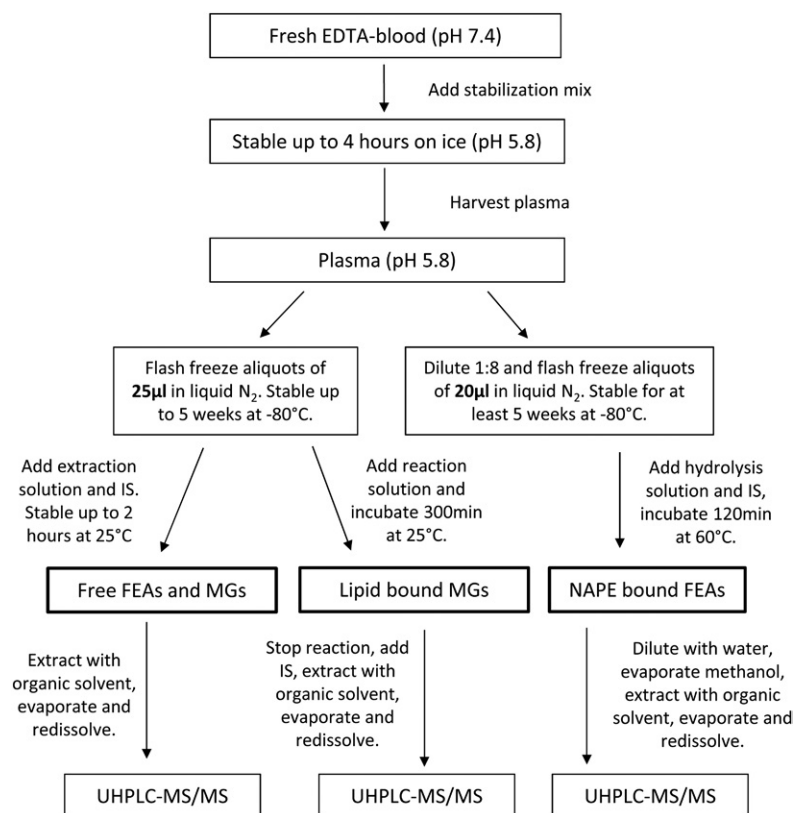 Fresh EDTA-blood (pH 7.4)
Add stabilization mix
Stable up to 4 hours on ice (pH 5.8)
Harvest plasma
Plasma (pH 5.8)
Flash freeze aliquots of
25µl in liquid N₂. Stable up
to 5 weeks at -80°C.
Dilute 1:8 and flash freeze aliquots
of 20µl in liquid N₂. Stable for at
least 5 weeks at -80°C.
Add extraction
solution and IS.
Stable up to 2
hours at 25°C
Add reaction
solution and
incubate 300min
at 25°C.
Add hydrolysis
solution and IS,
incubate 120min
at 60°C.
Free FEAs and MGs
Lipid bound MGs
NAPE bound FEAs
Extract with
organic solvent,
evaporate and
redissolve.
Stop reaction, add
IS, extract with
organic solvent,
evaporate and
redissolve.
Dilute with water,
evaporate methanol,
extract with organic
solvent, evaporate and
redissolve.
UHPLC-MS/MS
UHPLC-MS/MS
UHPLC-MS/MS